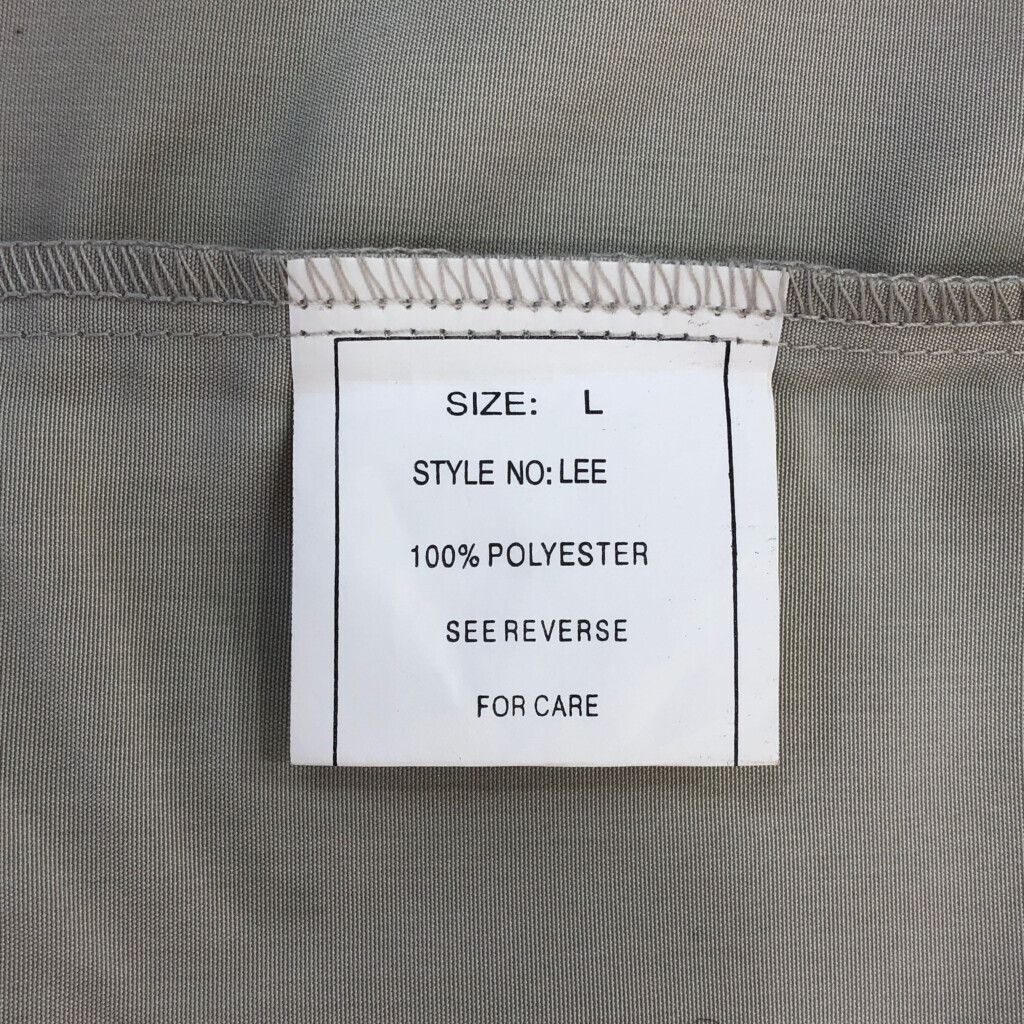 SIZE: L
STYLE NO: LEE
100% POLYESTER
SEE REVERSE
FOR CARE